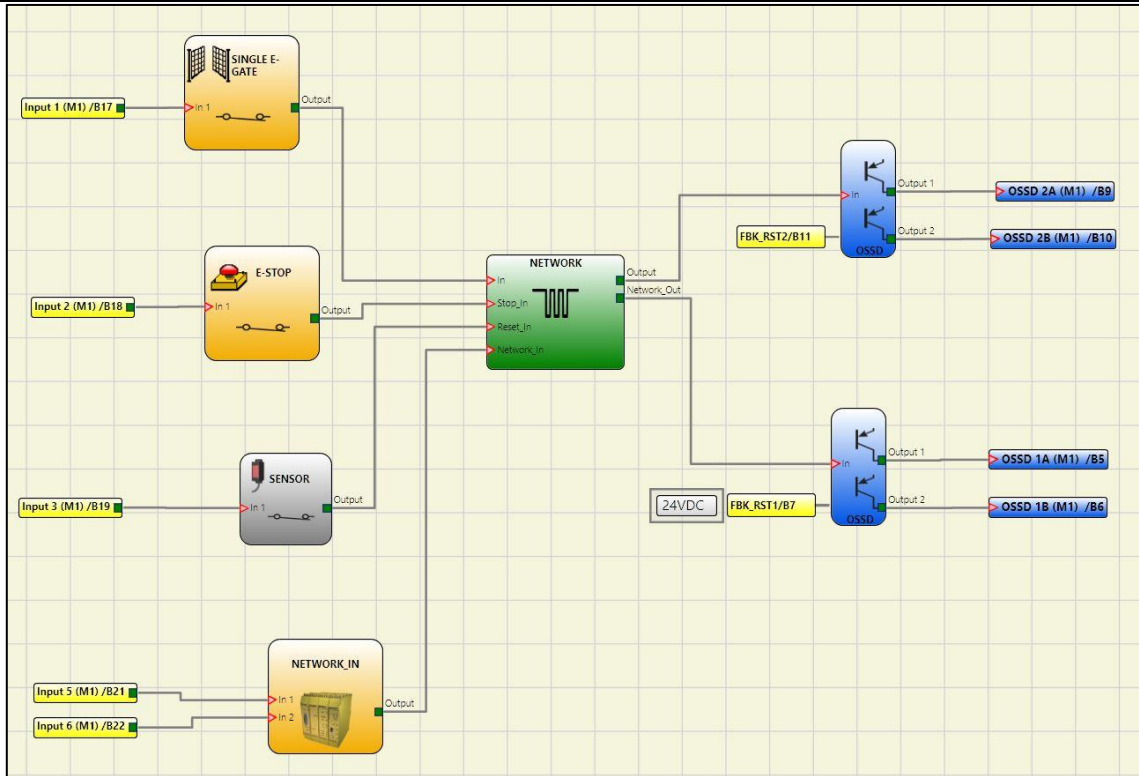 SINGLE E-
GATE
Input 1 (M1) /B17
In 1
Output
E-STOP
Input 2 (M1) /B18
In 1
Output
SENSOR
Input 3 (M1) /B19
In 1
Output
NETWORK_IN
Input 5 (M1) /B21
In 1
Input 6 (M1) /B22
In 2
Output
NETWORK
In
Stop_In
Reset_In
Network_In
Output
Network_Out
In
FBK_RST2/B11
OSSD
Output 1
OSSD 2A (M1) /B9
Output 2
OSSD 2B (M1) /B10
In
24VDC
FBK_RST1/B7
OSSD
Output 1
OSSD 1A (M1) /B5
Output 2
OSSD 1B (M1) /B6